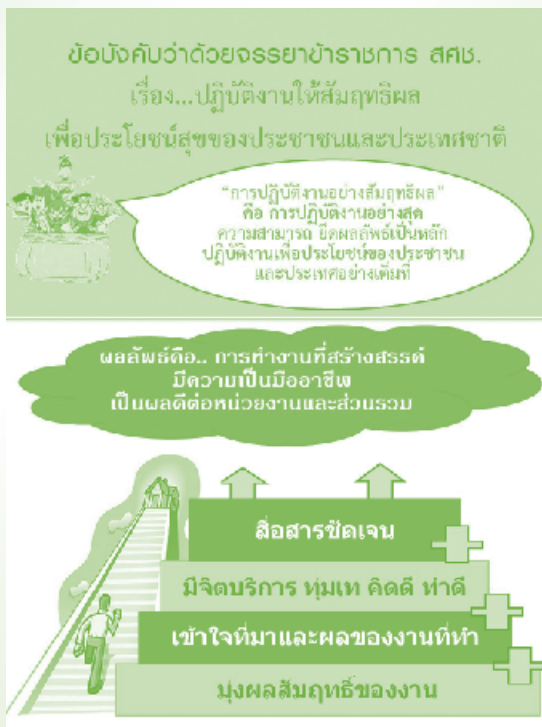 ข้อบังคับว่าด้วยจรรยาข้าราชการ สศช.
เรื่อง...ปฏิบัติงานให้สัมฤทธิผล
เพื่อประโยชน์สุขของประชาชนและประเทศชาติ
“การปฏิบัติงานอย่างสัมฤทธิผล”
คือ การปฏิบัติงานอย่างสุด
ความสามารถ ยึดผลลัพธ์เป็นหลัก
ปฏิบัติงานเพื่อประโยชน์ของประชาชน
และประเทศอย่างเต็มที่
ผลลัพธ์คือ.. การทำงานที่สร้างสรรค์
มีความเป็นมืออาชีพ
เป็นผลดีต่อหน่วยงานและส่วนรวม
สื่อสารชัดเจน
มีจิตบริการ ทุ่มเท คิดดี ทำดี
เข้าใจที่มาและผลของงานที่ทำ
มุ่งผลสัมฤทธิ์ของงาน